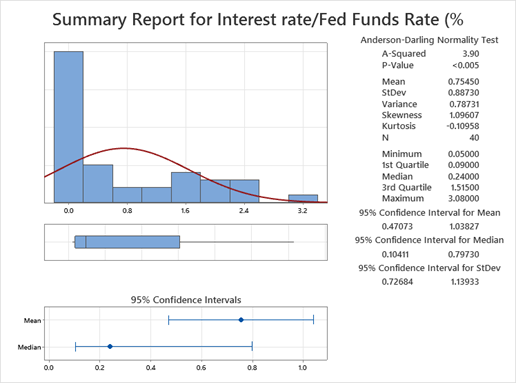 Summary Report for Interest rate/Fed Funds Rate (%
Anderson-Darling Normality Test
A-Squared 3.90
P-Value <0.005
Mean 0.75450
StDev 0.88730
Variance 0.78731
Skewness 1.09607
Kurtosis -0.10958
N 40
Minimum 0.05000
1st Quartile 0.09000
Median 0.24000
3rd Quartile 1.51500
Maximum 3.08000
95% Confidence Interval for Mean
0.47073 1.03827
95% Confidence Interval for Median
0.10411 0.79730
95% Confidence Interval for StDev
0.72684 1.13933
0.0 0.8 1.6 2.4 3.2
95% Confidence Intervals
Mean
Median
0.0 0.2 0.4 0.6 0.8 1.0